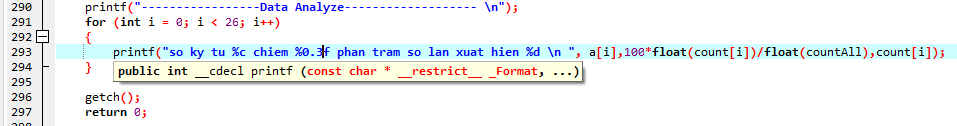 290 printf("-----------------Data Analyze------------------- \n");
291 for (int i = 0; i < 26; i++)
292 {
293 printf("so ky tu %c chiem %0.3f phan tram so lan xuat hien %d \n ", a[i],100*float(count[i])/float(countAll),count[i]);
294 } public int __cdecl printf (const char * __restrict__ _Format, ...)
295
296 getch();
297 return 0;